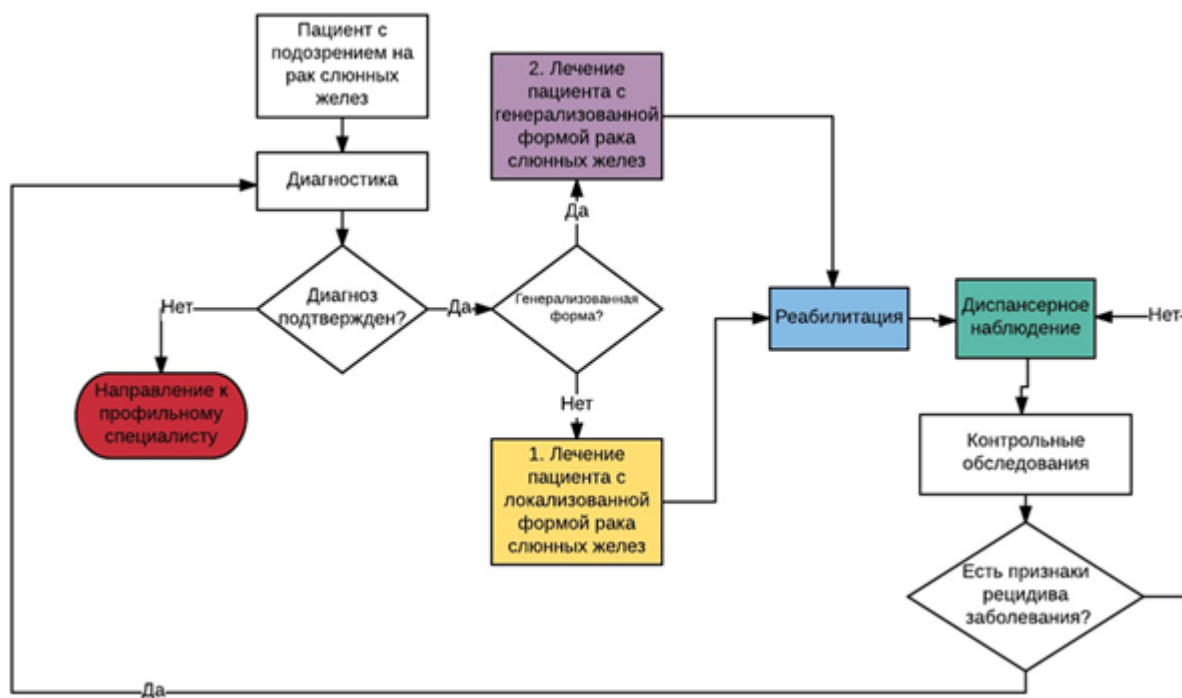 Пациент с
подозрением на
рак слюнных
желез
Диагностика
Диагноз
подтвержден?
Нет
Да
Направление к
профильному
специалисту
Генерализованная
форма?
Да
2. Лечение
пациента с
генерализованной
формой рака
слюнных желез
Нет
1. Лечение
пациента с
локализованной
формой рака
слюнных желез
Реабилитация
Диспансерное
наблюдение
Контрольные
обследования
Есть признаки
рецидива
заболевания?
Нет
Да